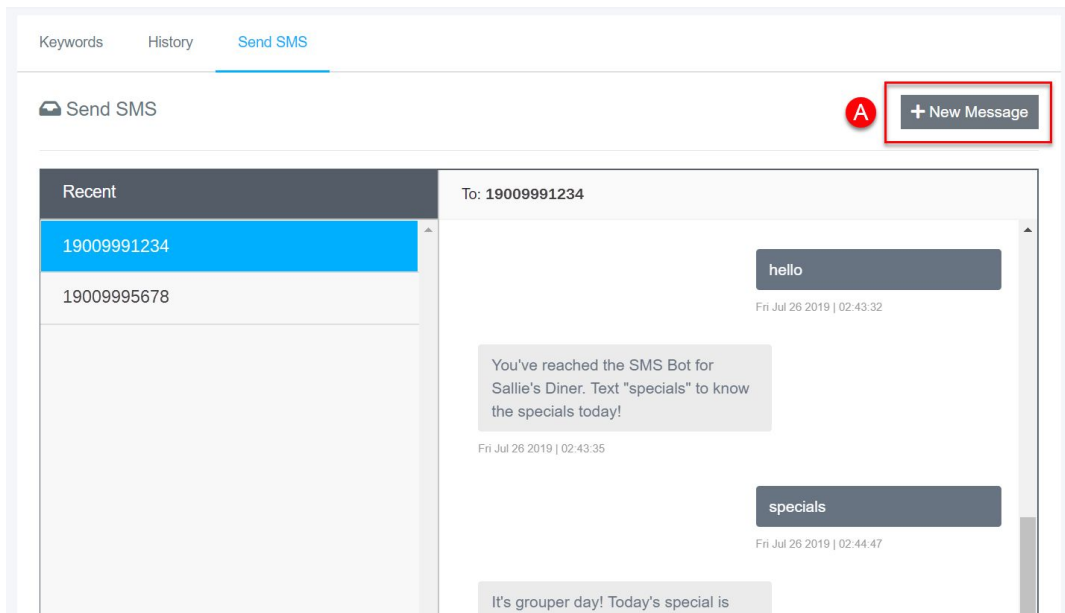 Keywords History Send SMS
Send SMS
A
+ New Message
Recent
To: 19009991234
19009991234
19009995678
hello
Fri Jul 26 2019 | 02:43:32
You've reached the SMS Bot for
Sallie's Diner. Text "specials" to know
the specials today!
Fri Jul 26 2019 | 02:43:35
specials
Fri Jul 26 2019 | 02:44:47
It's grouper day! Today's special is